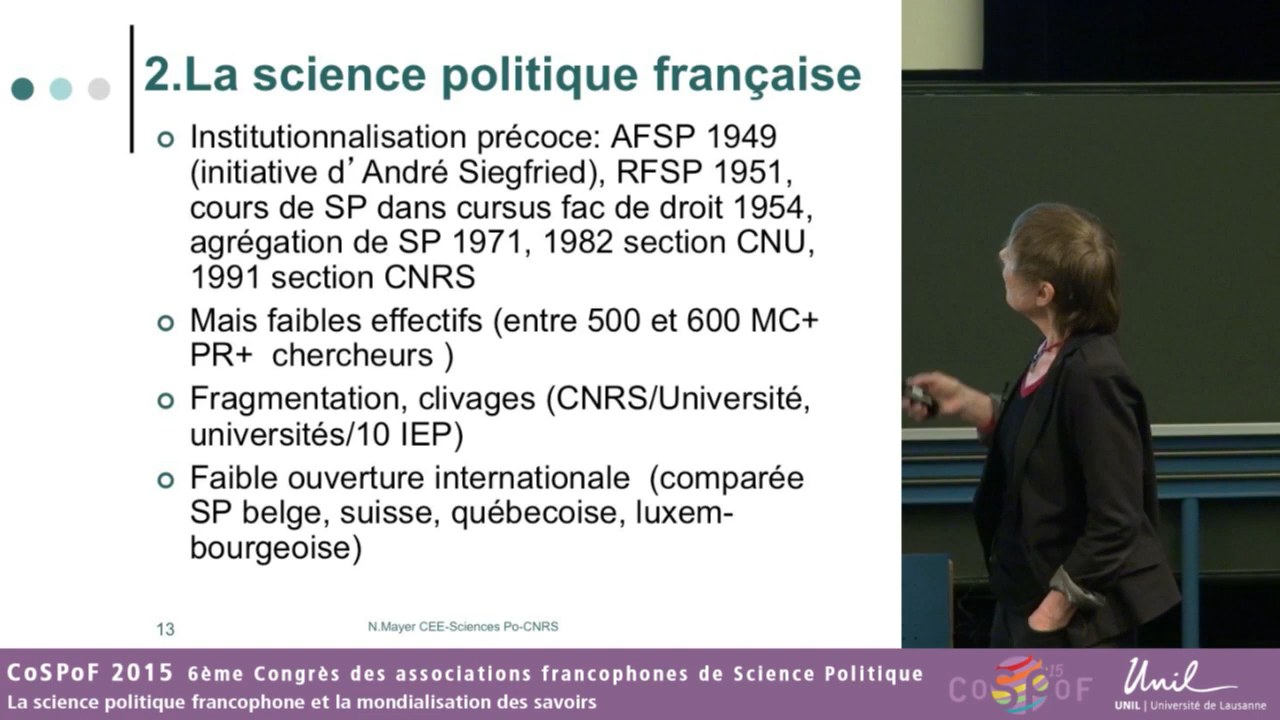 2.La science politique française
Institutionnalisation précoce: AFSP 1949
(initiative d’ André Siegfried), RFSP 1951,
cours de SP dans cursus fac de droit 1954,
agrégation de SP 1971, 1982 section CNU,
1991 section CNRS
Mais faibles effectifs (entre 500 et 600 MC+
PR+ chercheurs )
Fragmentation, clivages (CNRS/Université,
universités/10 IEP)
Faible ouverture internationale (comparée
SP belge, suisse, québecoise, luxem-
bourgeoise)
13
N.Mayer CEE-Sciences Po-CNRS
CoSPoF 2015 6ème Congrès des associations francophones de Science Politique
La science politique francophone et la mondialisation des savoirs
CoSPoF '15
Unil
UNIL | Université de Lausanne